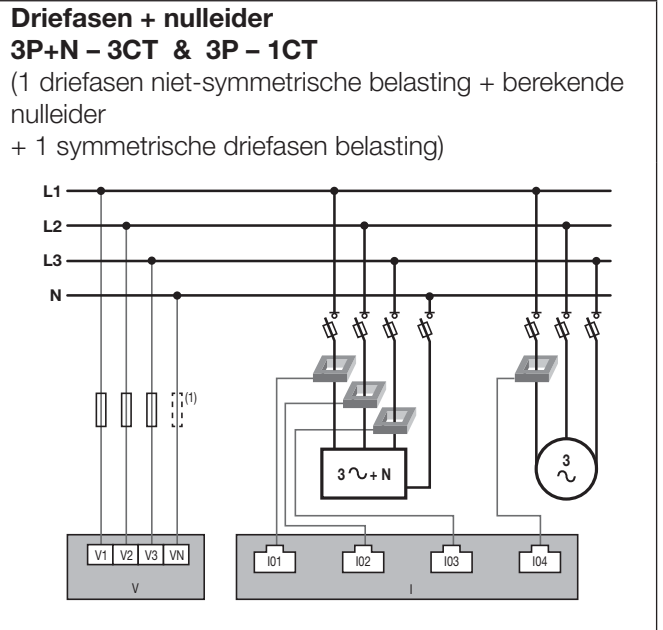 Driefasen + nulleider
3P+N – 3CT & 3P – 1CT
(1 driefasen niet-symmetrische belasting + berekende
nulleider
+ 1 symmetrische driefasen belasting)
L1
L2
L3
N
(1)
3 ∿ + N
3
∿
V1 V2 V3 VN
V
I01 I02 I03 I04
I